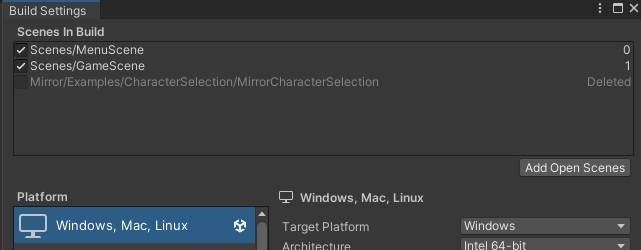 Build Settings
Scenes In Build
Scenes/MenuScene 0
Scenes/GameScene 1
Mirror/Examples/CharacterSelection/MirrorCharacterSelection Deleted
Add Open Scenes
Platform
Windows, Mac, Linux
Windows, Mac, Linux
Target Platform Windows
Architecture Intel 64-bit